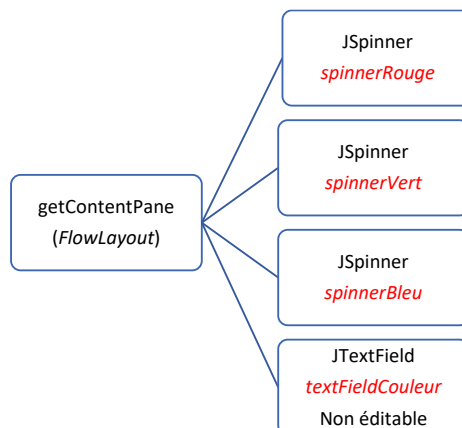 JSpinner
spinnerRouge
JSpinner
spinnerVert
getContentPane
(FlowLayout)
JSpinner
spinnerBleu
JTextField
textFieldCouleur
Non éditable